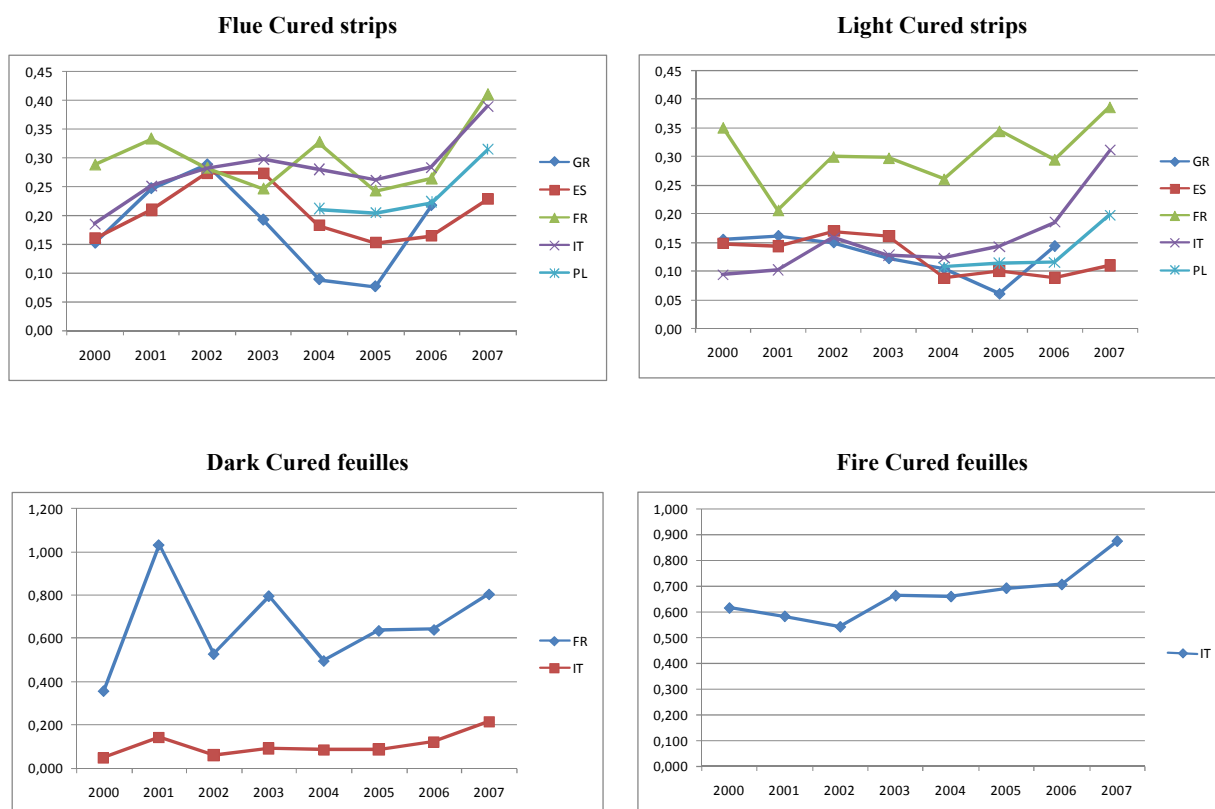 Flue Cured strips
0,45
0,40
0,35
0,30
0,25
0,20
0,15
0,10
0,05
0,00
2000 2001 2002 2003 2004 2005 2006 2007
GR
ES
FR
IT
PL
Light Cured strips
0,45
0,40
0,35
0,30
0,25
0,20
0,15
0,10
0,05
0,00
2000 2001 2002 2003 2004 2005 2006 2007
GR
ES
FR
IT
PL
Dark Cured feuilles
1,200
1,000
0,800
0,600
0,400
0,200
0,000
2000 2001 2002 2003 2004 2005 2006 2007
FR
IT
Fire Cured feuilles
1,000
0,900
0,800
0,700
0,600
0,500
0,400
0,300
0,200
0,100
0,000
2000 2001 2002 2003 2004 2005 2006 2007
IT